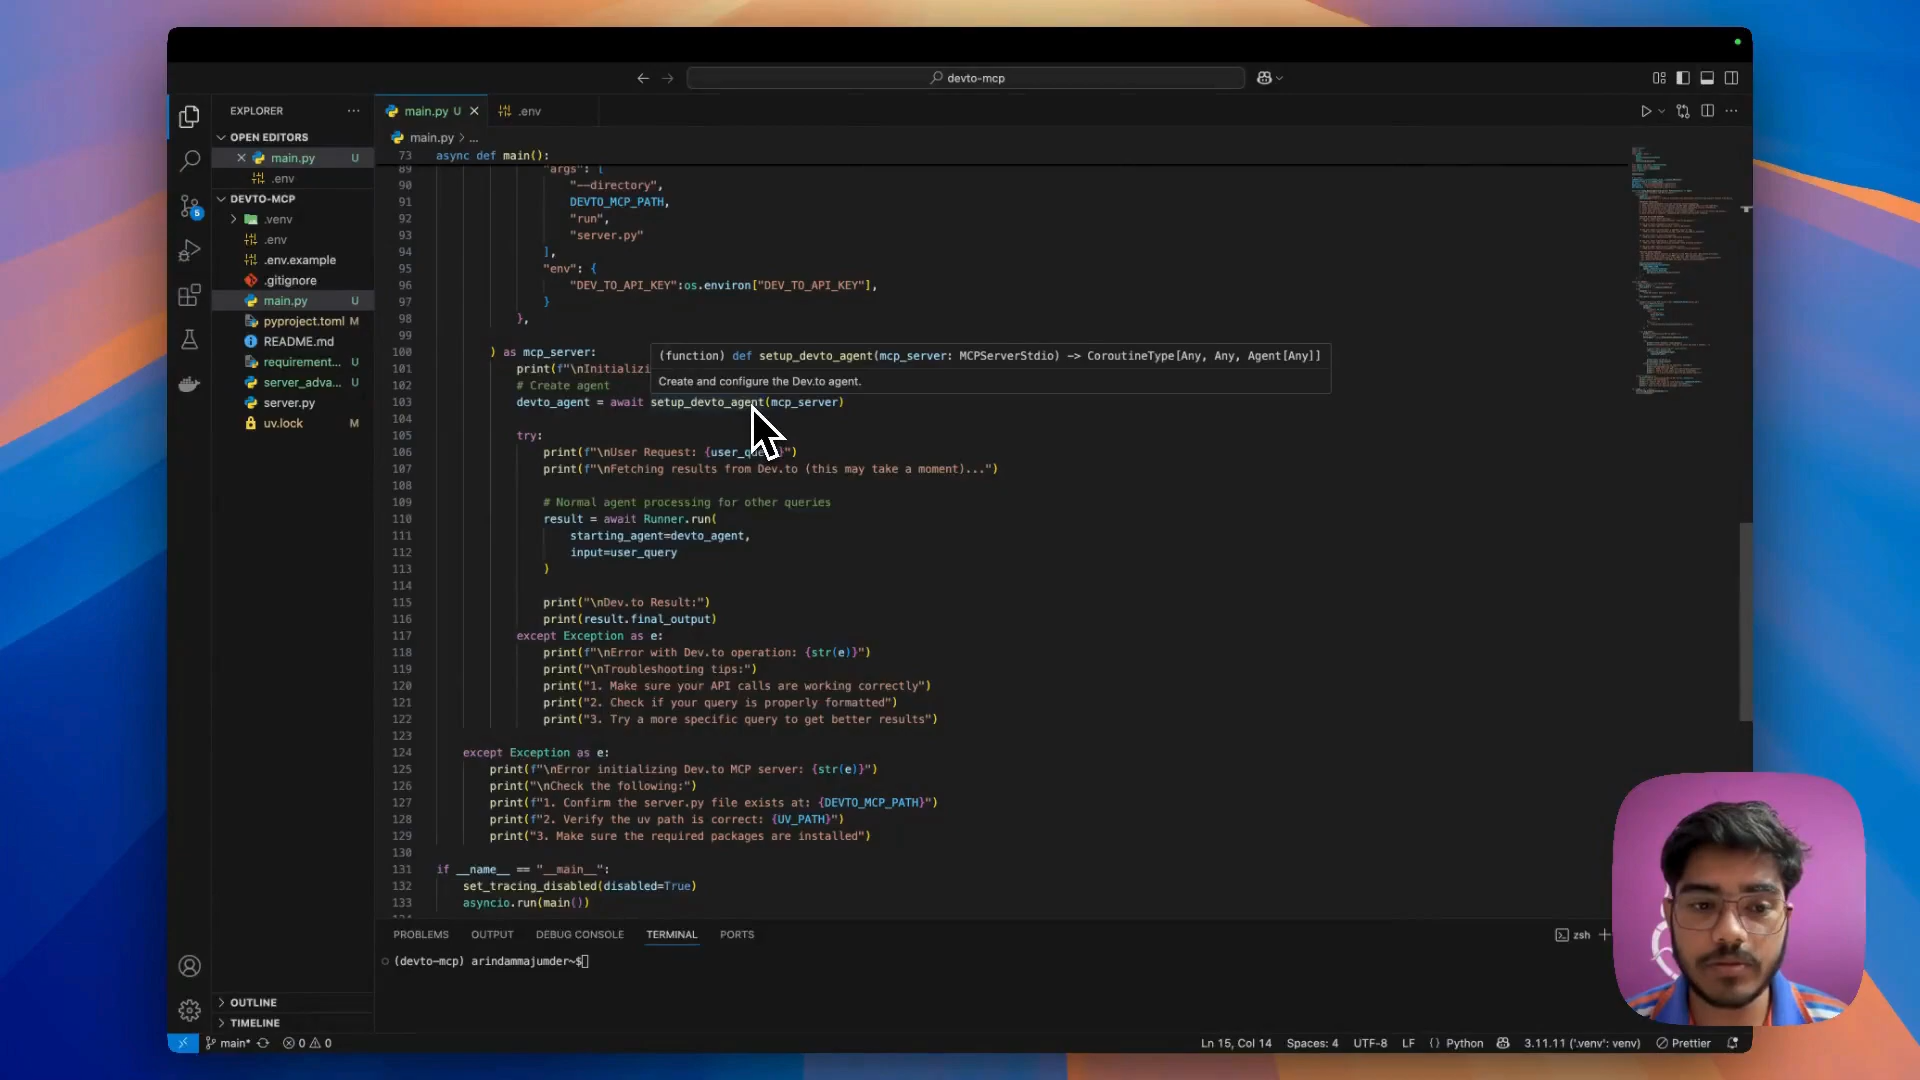 devto-mcp
EXPLORER
OPEN EDITORS
main.py U
.env
DEVTO-MCP
.venv
.env
.env.example
.gitignore
main.py U
pyproject.toml M
README.md
requirement... U
server_adva... U
server.py
uv.lock M
OUTLINE
TIMELINE
main.py U
.env
main.py > ...
73 async def main():
89 "args": [
90 "--directory",
91 DEVTO_MCP_PATH,
92 "run",
93 "server.py"
94 ],
95 "env": {
96 "DEV_TO_API_KEY":os.environ["DEV_TO_API_KEY"],
97 }
98 },
99
100 ) as mcp_server:
(function) def setup_devto_agent(mcp_server: MCPServerStdio) -> CoroutineType[Any, Any, Agent[Any]]
101 print(f"\nInitializi
Create and configure the Dev.to agent.
102 # Create agent
103 devto_agent = await setup_devto_agent(mcp_server)
104
105 try:
106 print(f"\nUser Request: {user_qu }")
107 print(f"\nFetching results from Dev.to (this may take a moment)...")
108
109 # Normal agent processing for other queries
110 result = await Runner.run(
111 starting_agent=devto_agent,
112 input=user_query
113 )
114
115 print("\nDev.to Result:")
116 print(result.final_output)
117 except Exception as e:
118 print(f"\nError with Dev.to operation: {str(e)}")
119 print("\nTroubleshooting tips:")
120 print("1. Make sure your API calls are working correctly")
121 print("2. Check if your query is properly formatted")
122 print("3. Try a more specific query to get better results")
123
124 except Exception as e:
125 print(f"\nError initializing Dev.to MCP server: {str(e)}")
126 print("\nCheck the following:")
127 print(f"1. Confirm the server.py file exists at: {DEVTO_MCP_PATH}")
128 print(f"2. Verify the uv path is correct: {UV_PATH}")
129 print("3. Make sure the required packages are installed")
130
131 if __name__ == "__main__":
132 set_tracing_disabled(disabled=True)
133 asyncio.run(main())
PROBLEMS OUTPUT DEBUG CONSOLE TERMINAL PORTS
zsh
(devto-mcp) arindammajumder~$
main* 0 0
Ln 15, Col 14 Spaces: 4 UTF-8 LF {} Python 3.11.11 ('.venv': venv) Prettier